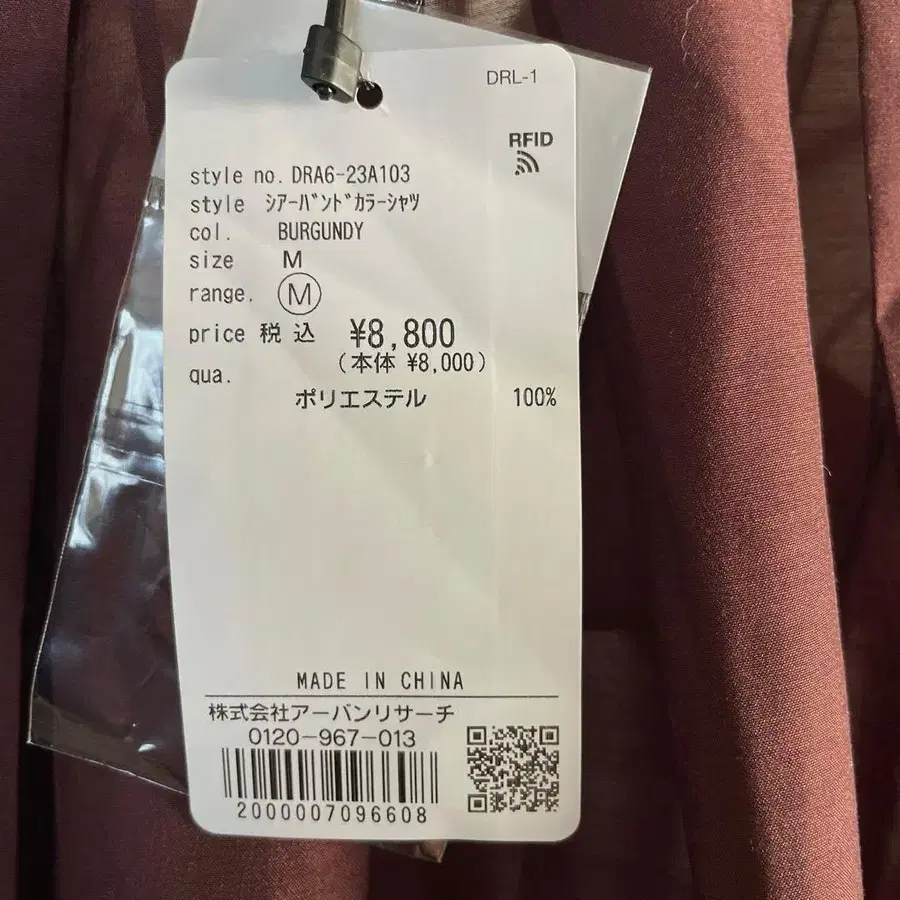 DRL-1
RFID
style no. DRA6-23A103
style ｼｱｰﾊﾞﾝﾄﾞｶﾗｰｼｬﾂ
col. BURGUNDY
size M
range. Ⓜ
price 税込 ¥8,800
(本体 ¥8,000)
qua.
ポリエステル 100%
MADE IN CHINA
株式会社アーバンリサーチ
0120-967-013
2000007096608